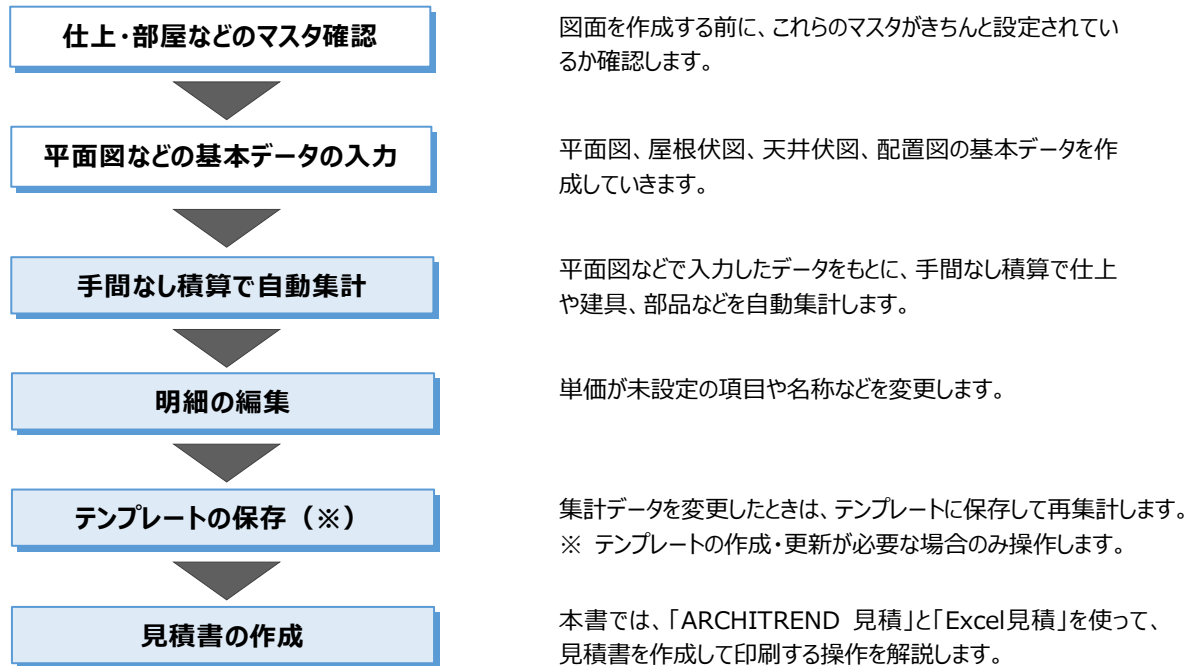 仕上・部屋などのマスタ確認
図面を作成する前に、これらのマスタがきちんと設定されてい
るか確認します。
平面図などの基本データの入力
平面図、屋根伏図、天井伏図、配置図の基本データを作
成していきます。
手間なし積算で自動集計
平面図などで入力したデータをもとに、手間なし積算で仕上
や建具、部品などを自動集計します。
明細の編集
単価が未設定の項目や名称などを変更します。
テンプレートの保存（※）
集計データを変更したときは、テンプレートに保存して再集計します。
※ テンプレートの作成・更新が必要な場合のみ操作します。
見積書の作成
本書では、「ARCHITREND 見積」と「Excel見積」を使って、
見積書を作成して印刷する操作を解説します。